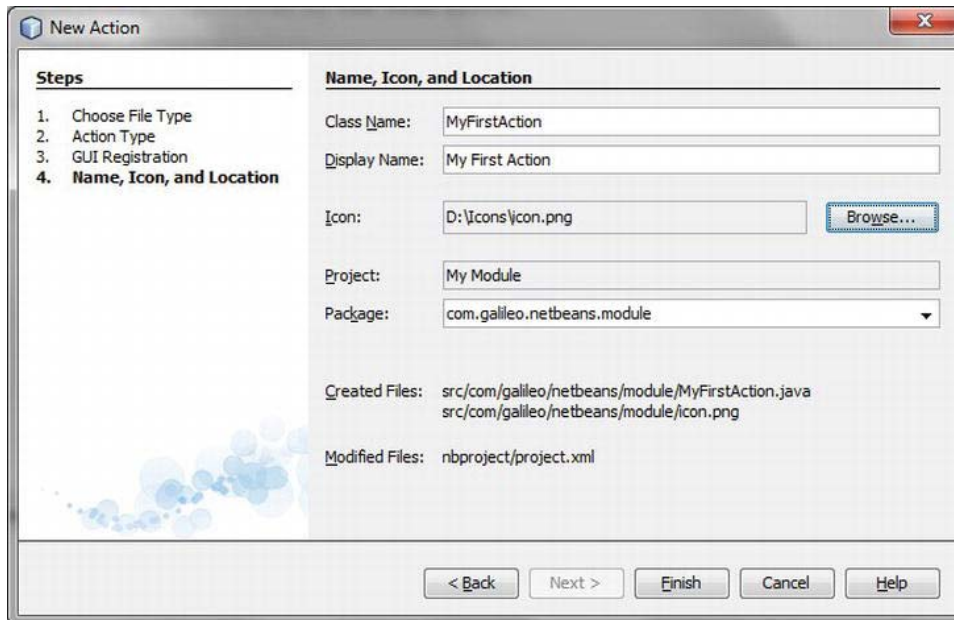 New Action
Steps
1. Choose File Type
2. Action Type
3. GUI Registration
4. Name, Icon, and Location
Name, Icon, and Location
Class Name: MyFirstAction
Display Name: My First Action
Icon: D:\Icons\icon.png Browse...
Project: My Module
Package: com.galileo.netbeans.module
Created Files: src/com/galileo/netbeans/module/MyFirstAction.java
src/com/galileo/netbeans/module/icon.png
Modified Files: nbproject/project.xml
< Back Next > Finish Cancel Help